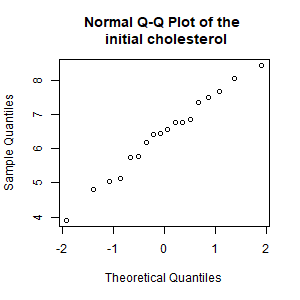 Normal Q-Q Plot of the
initial cholesterol
Sample Quantiles
8
7
6
5
4
-2 -1 0 1 2
Theoretical Quantiles